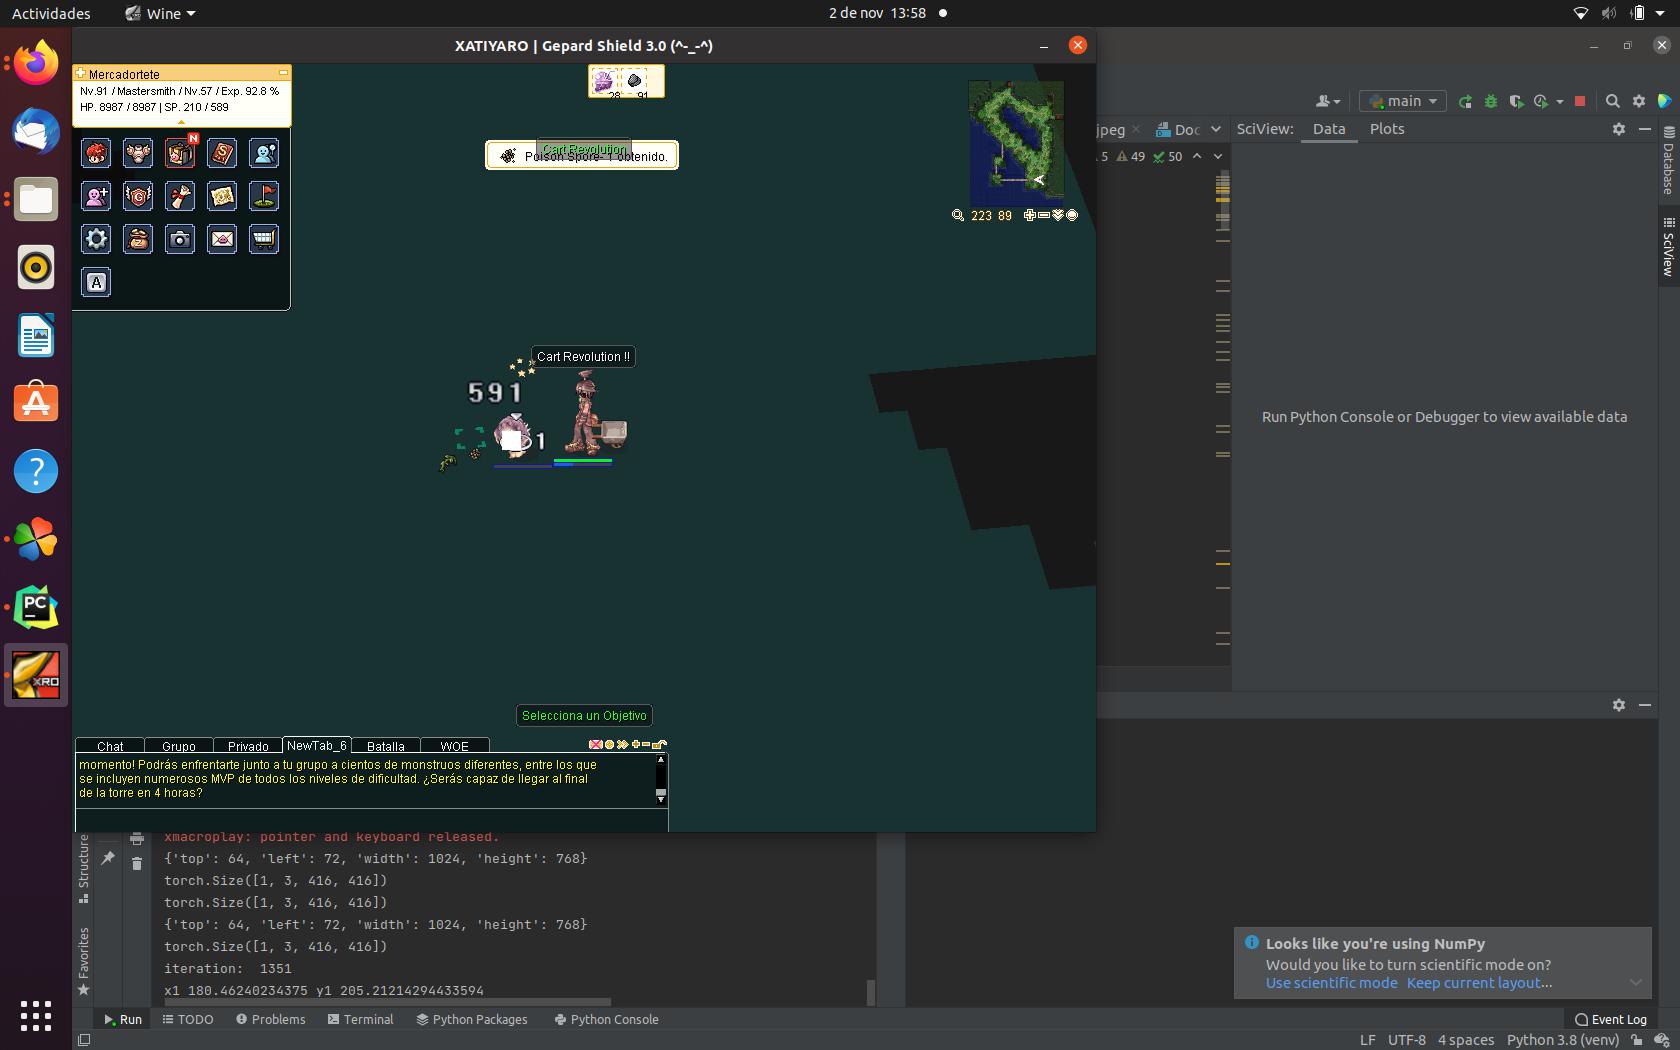 Actividades
Wine
2 de nov 13:58
XATIYARO | Gepard Shield 3.0 (^-_-^)
Mercadortete
Nv.91 / Mastersmith / Nv.57 / Exp. 92.8 %
HP. 8987 / 8987 | SP. 210 / 589
N
A
28
91
Cart Revolution
Poison Spore- 1 obtenido.
223 89
Cart Revolution !!
591
1
Selecciona un Objetivo
Chat
Grupo
Privado
NewTab_6
Batalla
WOE
momento! Podrás enfrentarte junto a tu grupo a cientos de monstruos diferentes, entre los que
se incluyen numerosos MVP de todos los niveles de dificultad. ¿Serás capaz de llegar al final
de la torre en 4 horas?
main
jpeg
Doc
SciView:
Data
Plots
5
49
50
Database
SciView
Run Python Console or Debugger to view available data
PC
XRO
xmacroplay: pointer and keyboard released.
{'top': 64, 'left': 72, 'width': 1024, 'height': 768}
torch.Size([1, 3, 416, 416])
torch.Size([1, 3, 416, 416])
{'top': 64, 'left': 72, 'width': 1024, 'height': 768}
torch.Size([1, 3, 416, 416])
iteration:  1351
x1 180.46240234375 y1 205.21214294433594
Structure
Favorites
Looks like you're using NumPy
Would you like to turn scientific mode on?
Use scientific mode Keep current layout...
Run
TODO
Problems
Terminal
Python Packages
Python Console
Event Log
LF
UTF-8
4 spaces
Python 3.8 (venv)